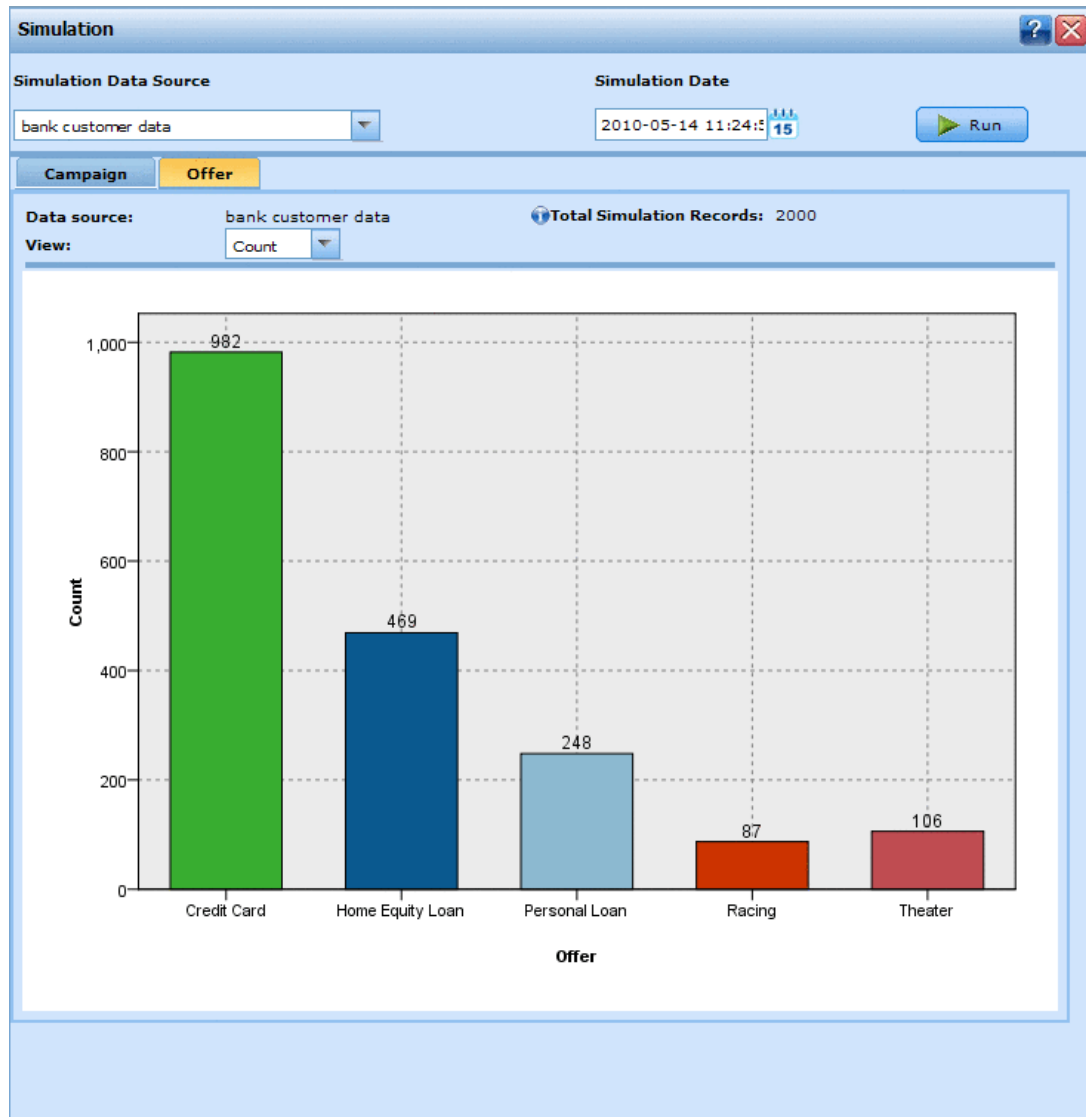 Simulation
?
Simulation Data Source
Simulation Date
bank customer data
2010-05-14 11:24:5
15
Run
Campaign
Offer
Data source:
bank customer data
Total Simulation Records: 2000
View:
Count
1,000
800
600
400
200
0
Count
982
469
248
87
106
Credit Card
Home Equity Loan
Personal Loan
Racing
Theater
Offer